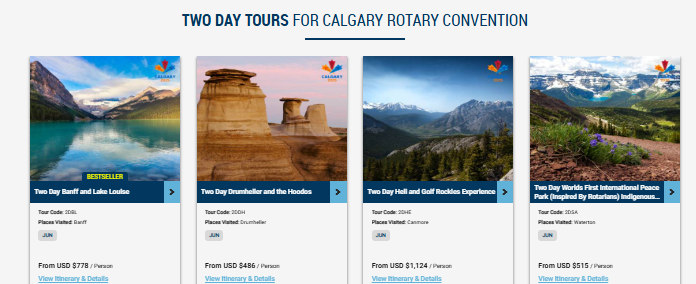 TWO DAY TOURS FOR CALGARY ROTARY CONVENTION
CALGARY
CALGARY
CALGARY
BESTSELLER
Two Day Banff and Lake Louise
Two Day Drumheller and the Hoodos
Two Day Heli and Golf Rockies Experience
Two Day Worlds First International Peace
Park (Inspired By Rotarians) Indigenous...
Tour Code: 2DBL
Places Visited: Banff
JUN
From USD $778 / Person
View Itinerary & Details
Tour Code: 2DDH
Places Visited: Drumheller
JUN
From USD $486 / Person
View Itinerary & Details
Tour Code: 2DHE
Places Visited: Canmore
JUN
From USD $1,124 / Person
View Itinerary & Details
Tour Code: 2DSA
Places Visited: Waterton
JUN
From USD $515 / Person
View Itinerary & Details